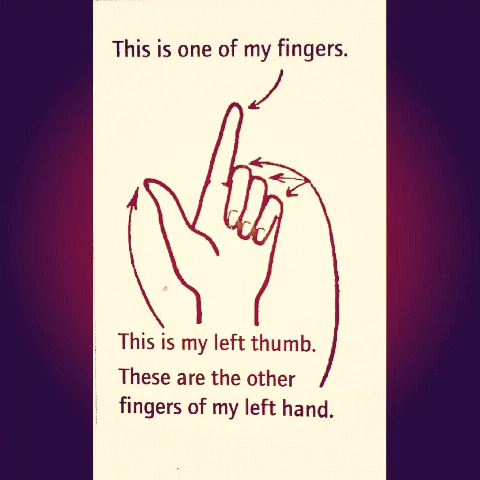 This is one of my fingers.
This is my left thumb.
These are the other
fingers of my left hand.